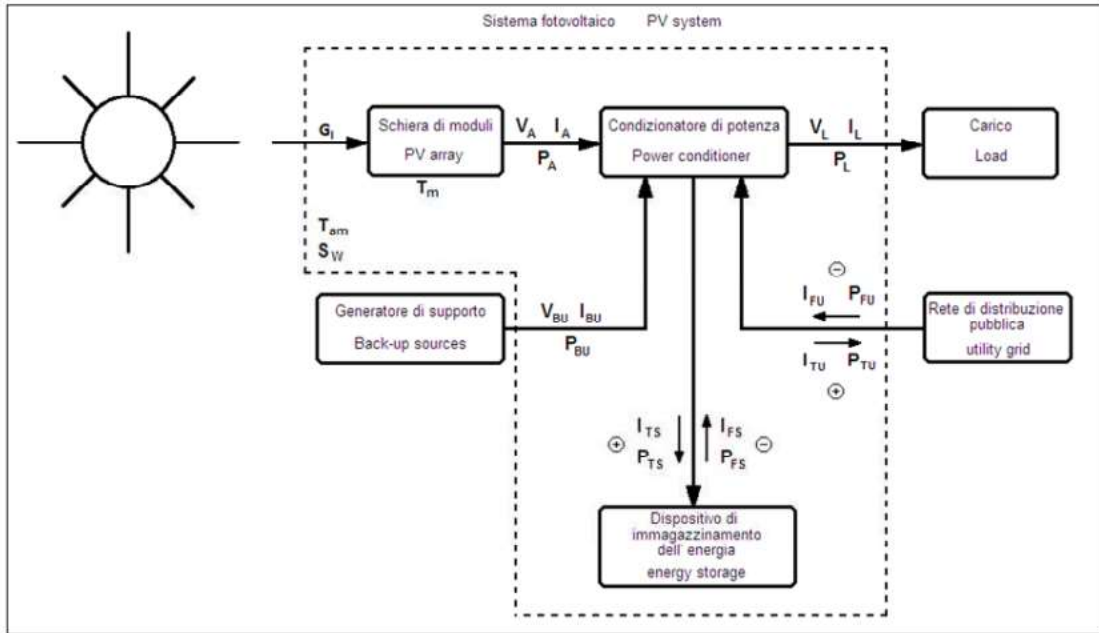 Sistema fotovoltaico PV system
G_I
Schiera di moduli
PV array
T_m
V_A I_A
P_A
Condizionatore di potenza
Power conditioner
V_L I_L
P_L
Carico
Load
T_am
S_W
Generatore di supporto
Back-up sources
V_BU I_BU
P_BU
⊖
I_FU P_FU
I_TU P_TU
⊕
Rete di distribuzione
pubblica
utility grid
⊕ I_TS I_FS ⊖
P_TS P_FS
Dispositivo di
immagazzinamento
dell' energia
energy storage